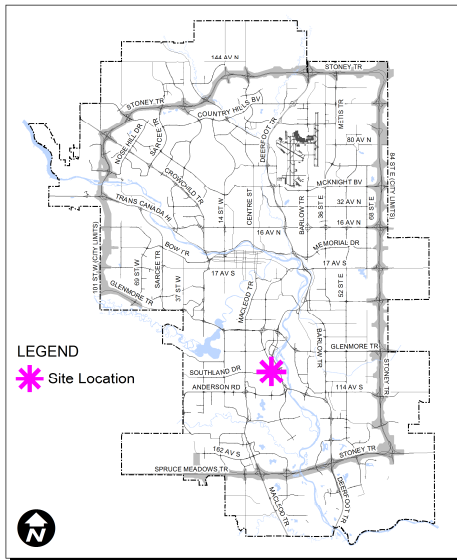 144 AV N
STONEY TR
STONEY TR
COUNTRY HILLS BV
METIS TR
DEERFOOT TR
NOSE HILL DR
SARCEE TR
80 AV N
84 ST E (CITY LIMITS)
CROWCHILD TR
MCKNIGHT BV
TRANS CANADA HI
14 ST W
CENTRE ST
BARLOW TR
36 ST E
32 AV N
68 ST E
16 AV N
16 AV N
101 ST W (CITY LIMITS)
BOW TR
MEMORIAL DR
69 ST W
SARCEE TR
37 ST W
17 AV S
17 AV S
52 ST E
GLENMORE TR
MACLEOD TR
BARLOW TR
GLENMORE TR
STONEY TR
LEGEND
Site Location
SOUTHLAND DR
ANDERSON RD
114 AV S
162 AV S
STONEY TR
SPRUCE MEADOWS TR
MACLEOD TR
DEERFOOT TR
N